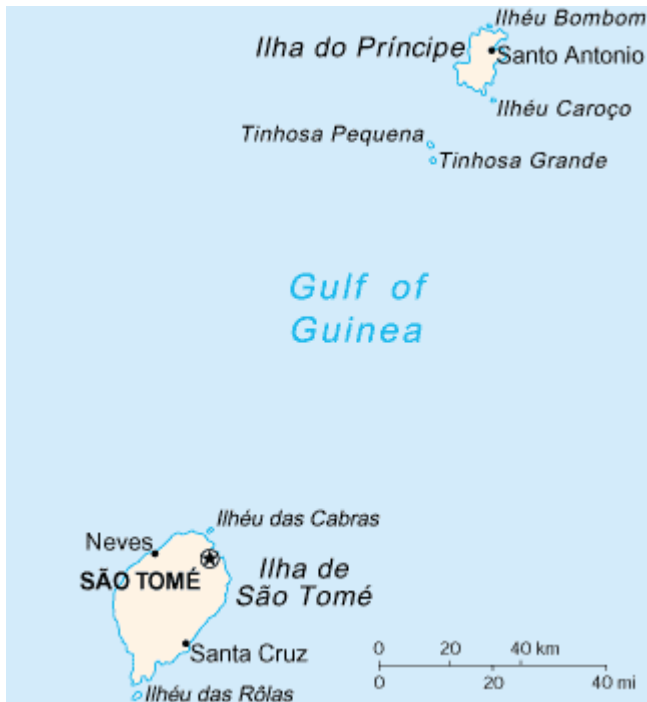 Ilhéu Bombom
Ilha do Príncipe
Santo Antonio
Ilhéu Caroço
Tinhosa Pequena
Tinhosa Grande
Gulf of
Guinea
Ilhéu das Cabras
Neves
SÃO TOMÉ
Ilha de
São Tomé
Santa Cruz
Ilhéu das Rôlas
0 20 40 km
0 20 40 mi